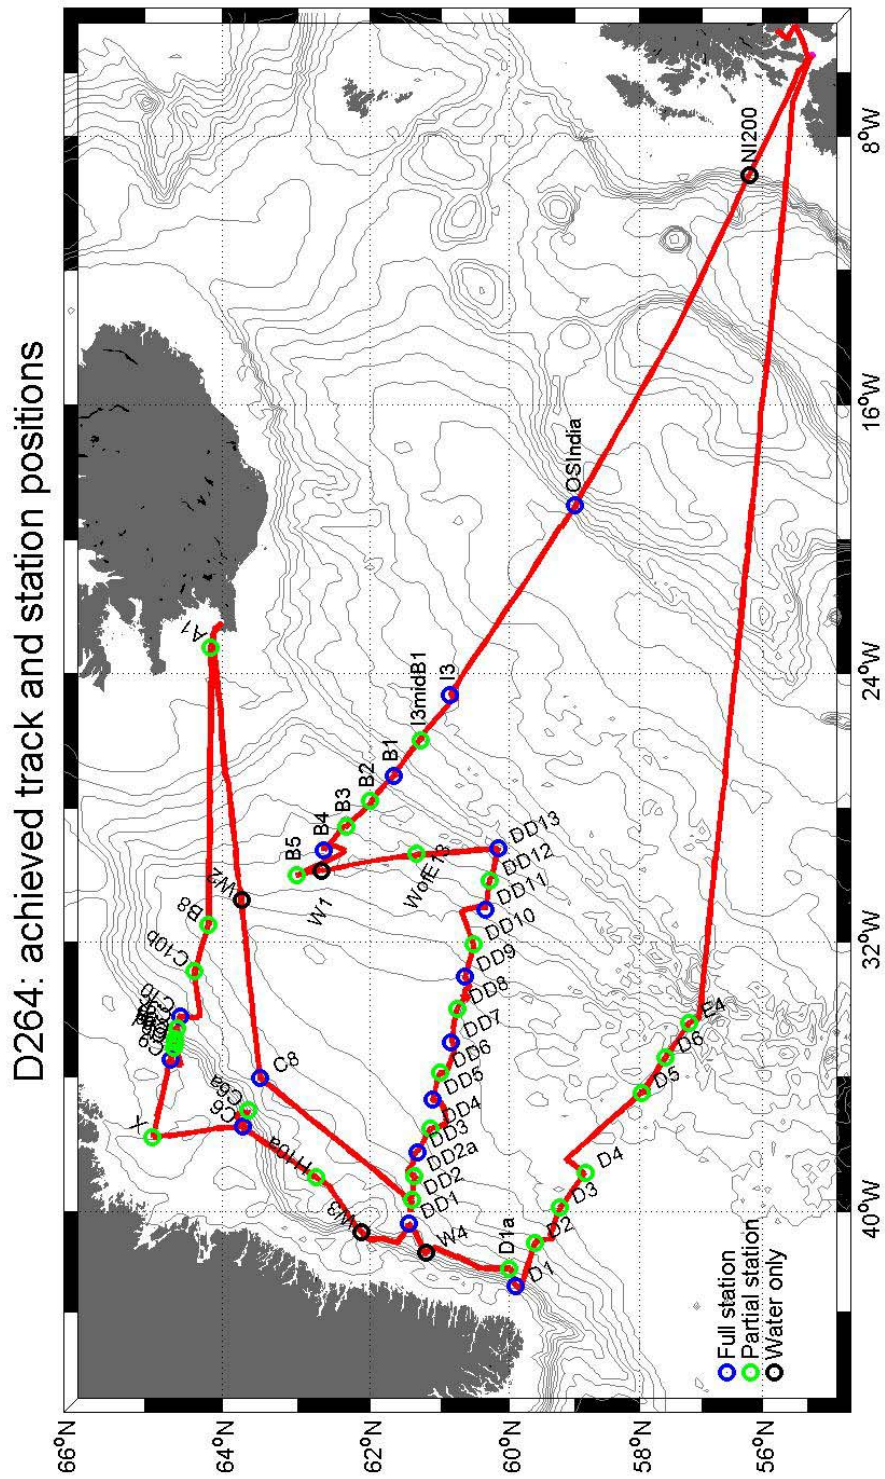 D264: achieved track and station positions
66°N
64°N
62°N
60°N
58°N
56°N
40°W
32°W
24°W
16°W
8°W
Full station
Partial station
Water only
NI200
OSIndia
I3
I3midB1
B1
B2
B3
B4
B5
W1
WofE13
DD13
DD12
DD11
DD10
DD9
DD8
DD7
DD6
DD5
DD4
DD3
DD2a
DD2
DD1
W4
D1a
D1
D2
D3
D4
D5
D6
E4
W3
H10a
C6
C6a
C8
X
C9
C10
C10b
B8
W2
A1